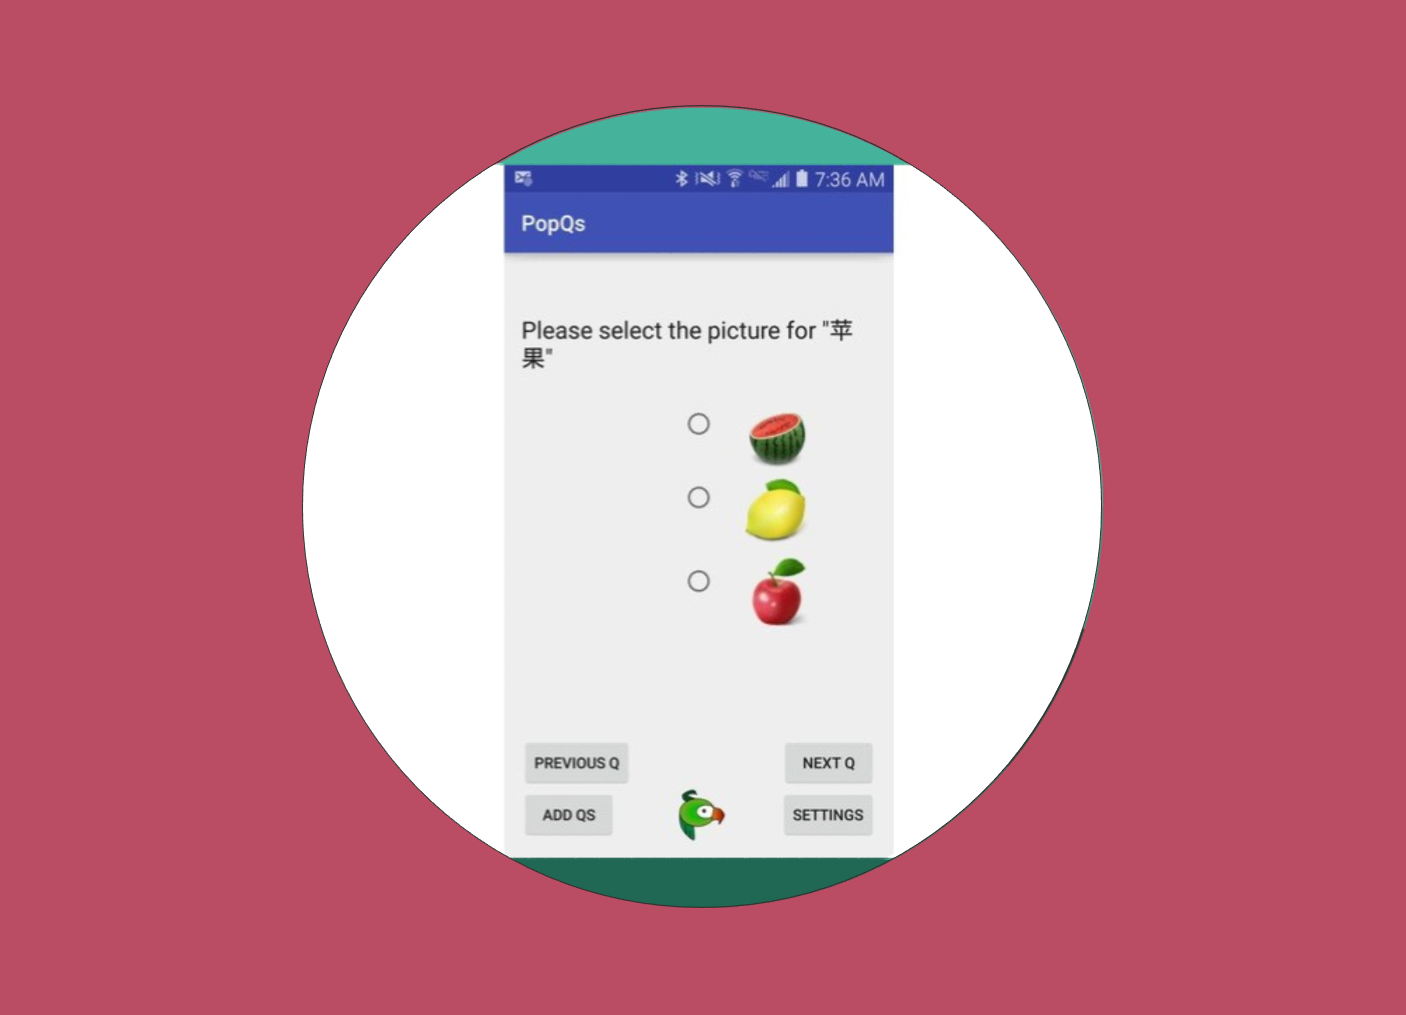 7:36 AM
PopQs
Please select the picture for "苹
果"
PREVIOUS Q
NEXT Q
ADD QS
SETTINGS